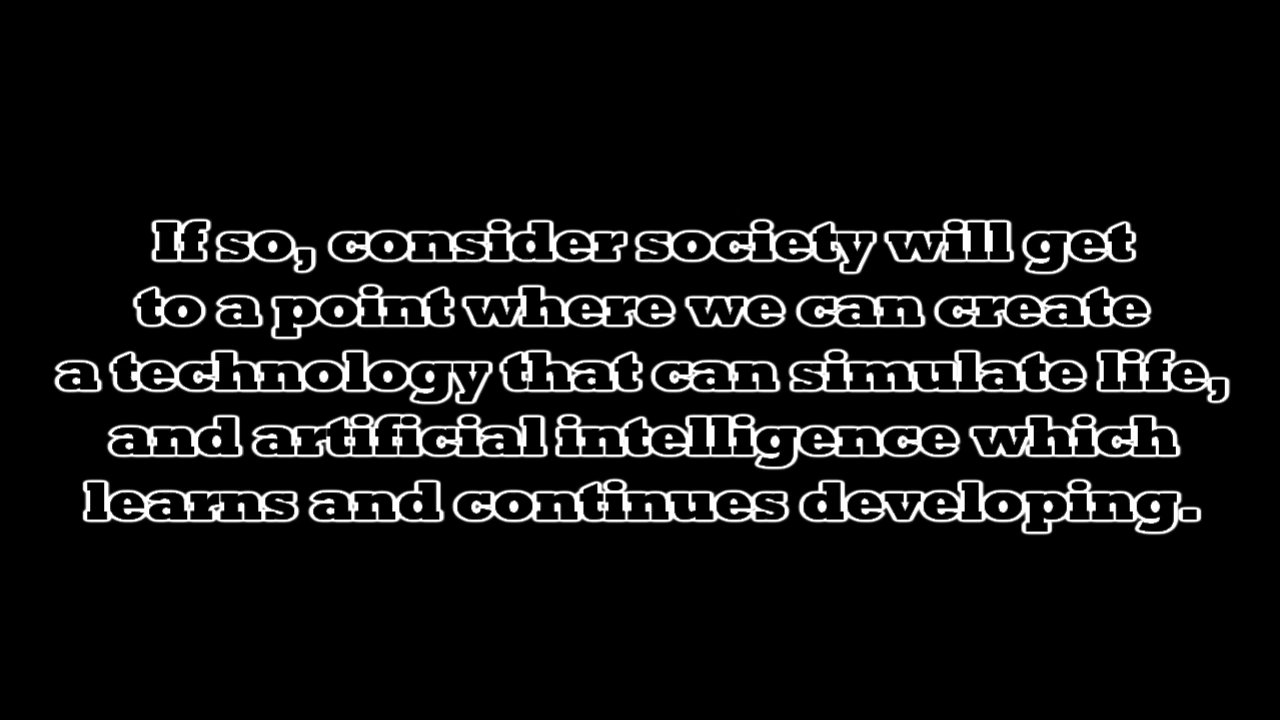 If so, consider society will get
to a point where we can create
a technology that can simulate life,
and artificial intelligence which
learns and continues developing.